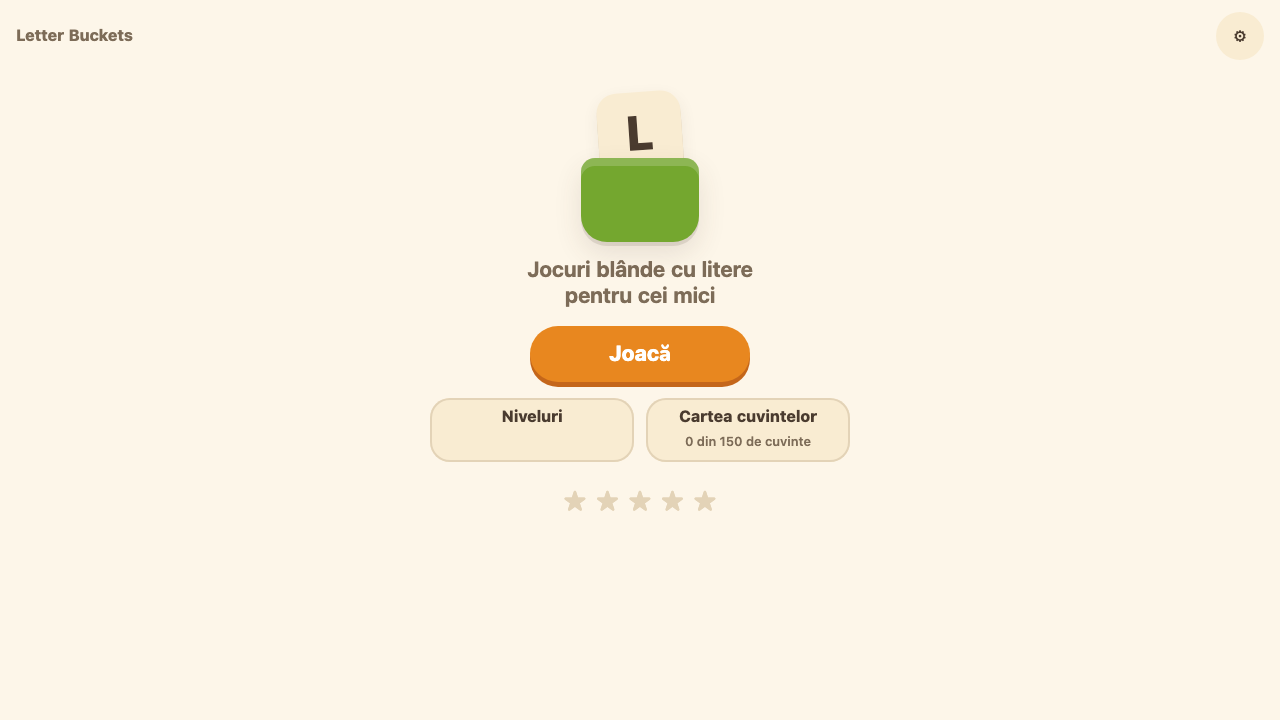 Letter Buckets
⚙
L
Jocuri blânde cu litere
pentru cei mici
Joacă
Niveluri
Cartea cuvintelor
0 din 150 de cuvinte